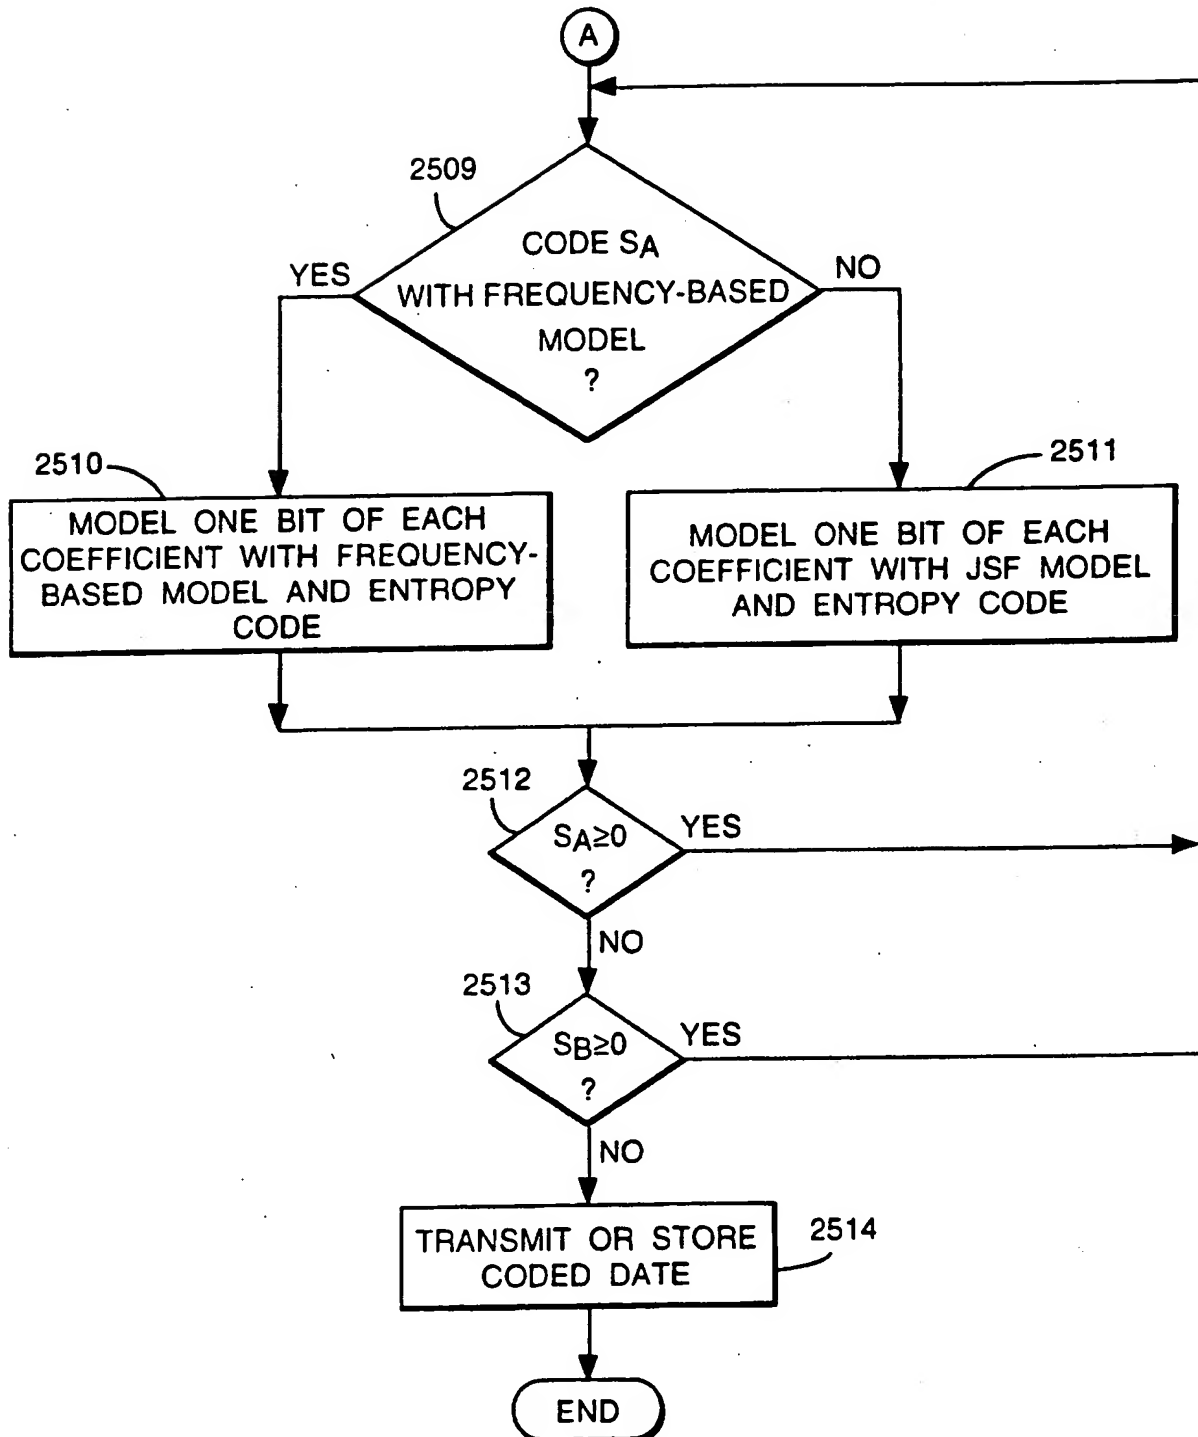 A
2509
CODE SA
YES
NO
WITH FREQUENCY-BASED
MODEL
?
2510
2511
MODEL ONE BIT OF EACH
COEFFICIENT WITH FREQUENCY-
BASED MODEL AND ENTROPY
CODE
MODEL ONE BIT OF EACH
COEFFICIENT WITH JSF MODEL
AND ENTROPY CODE
2512
SA≥0
?
YES
NO
2513
SB≥0
?
YES
NO
TRANSMIT OR STORE
CODED DATE
2514
END